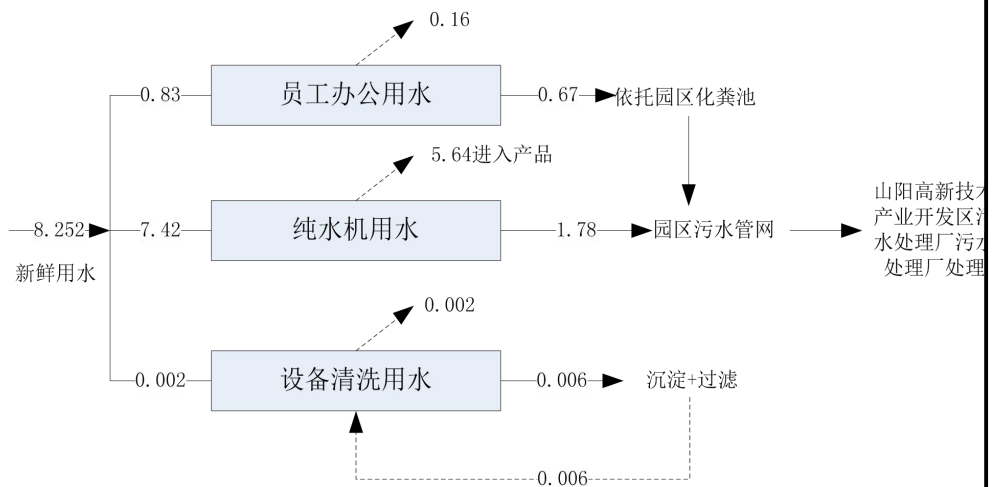 0.16
0.83
员工办公用水
0.67
依托园区化粪池
5.64进入产品
8.252
新鲜用水
7.42
纯水机用水
1.78
园区污水管网
山阳高新技
产业开发区
水处理厂污
处理厂处理
0.002
0.002
设备清洗用水
0.006
沉淀+过滤
0.006